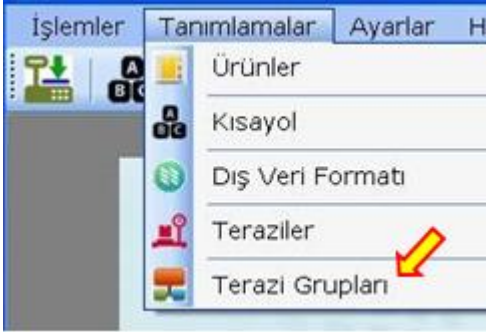 İşlemler Tanımlamalar Ayarlar H
Ürünler
Kısayol
Dış Veri Formatı
Teraziler
Terazi Grupları